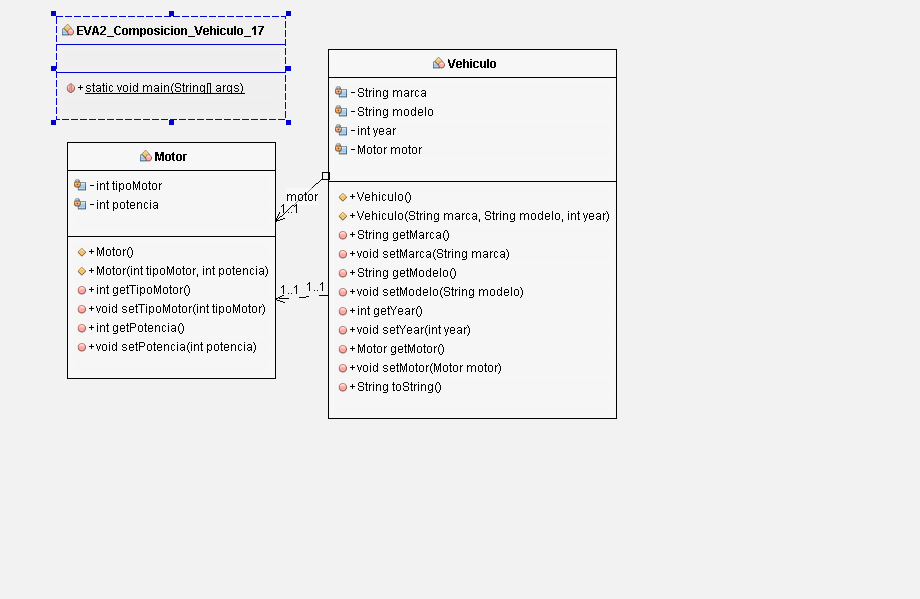 EVA2_Composicion_Vehiculo_17
+ static void main(String[] args)
Vehiculo
- String marca
- String modelo
- int year
- Motor motor
+ Vehiculo()
+ Vehiculo(String marca, String modelo, int year)
+ String getMarca()
+ void setMarca(String marca)
+ String getModelo()
+ void setModelo(String modelo)
+ int getYear()
+ void setYear(int year)
+ Motor getMotor()
+ void setMotor(Motor motor)
+ String toString()
Motor
- int tipoMotor
- int potencia
+ Motor()
+ Motor(int tipoMotor, int potencia)
+ int getTipoMotor()
+ void setTipoMotor(int tipoMotor)
+ int getPotencia()
+ void setPotencia(int potencia)
motor
1..1
1..1
1..1